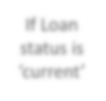 If Loan
status is
‘current’